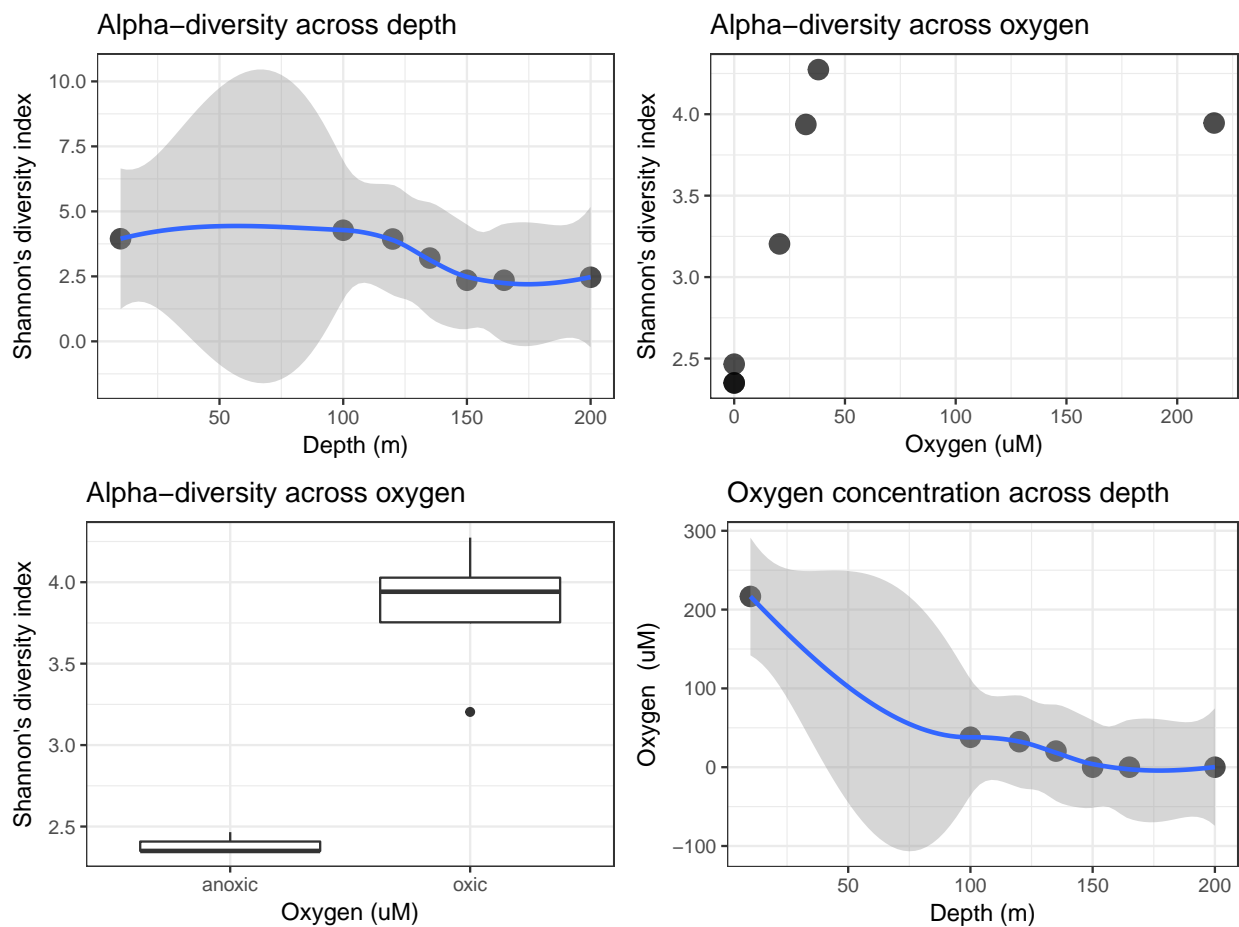 Alpha−diversity across depth
Shannon's diversity index
10.0
7.5
5.0
2.5
0.0
50 100 150 200
Depth (m)
Alpha−diversity across oxygen
Shannon's diversity index
4.0
3.5
3.0
2.5
0 50 100 150 200
Oxygen (uM)
Alpha−diversity across oxygen
Shannon's diversity index
4.0
3.5
3.0
2.5
anoxic oxic
Oxygen (uM)
Oxygen concentration across depth
Oxygen  (uM)
300
200
100
0
−100
50 100 150 200
Depth (m)